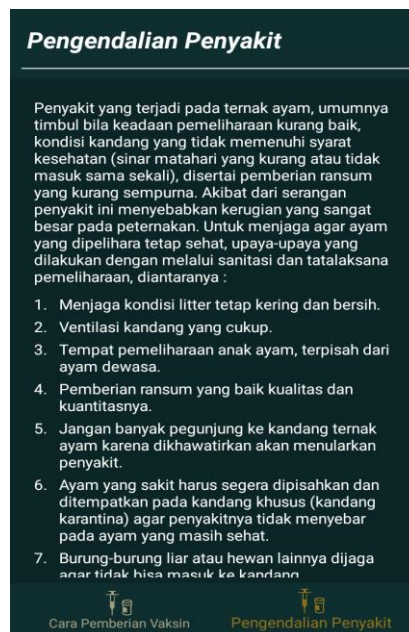 Pengendalian Penyakit
Penyakit yang terjadi pada ternak ayam, umumnya
timbul bila keadaan pemeliharaan kurang baik,
kondisi kandang yang tidak memenuhi syarat
kesehatan (sinar matahari yang kurang atau tidak
masuk sama sekali), disertai pemberian ransum
yang kurang sempurna. Akibat dari serangan
penyakit ini menyebabkan kerugian yang sangat
besar pada peternakan. Untuk menjaga agar ayam
yang dipelihara tetap sehat, upaya-upaya yang
dilakukan dengan melalui sanitasi dan tatalaksana
pemeliharaan, diantaranya :
1. Menjaga kondisi litter tetap kering dan bersih.
2. Ventilasi kandang yang cukup.
3. Tempat pemeliharaan anak ayam, terpisah dari
ayam dewasa.
4. Pemberian ransum yang baik kualitas dan
kuantitasnya.
5. Jangan banyak pegunjung ke kandang ternak
ayam karena dikhawatirkan akan menularkan
penyakit.
6. Ayam yang sakit harus segera dipisahkan dan
ditempatkan pada kandang khusus (kandang
karantina) agar penyakitnya tidak menyebar
pada ayam yang masih sehat.
7. Burung-burung liar atau hewan lainnya dijaga
agar tidak bisa masuk ke kandang
Cara Pemberian Vaksin
Pengendalian Penyakit